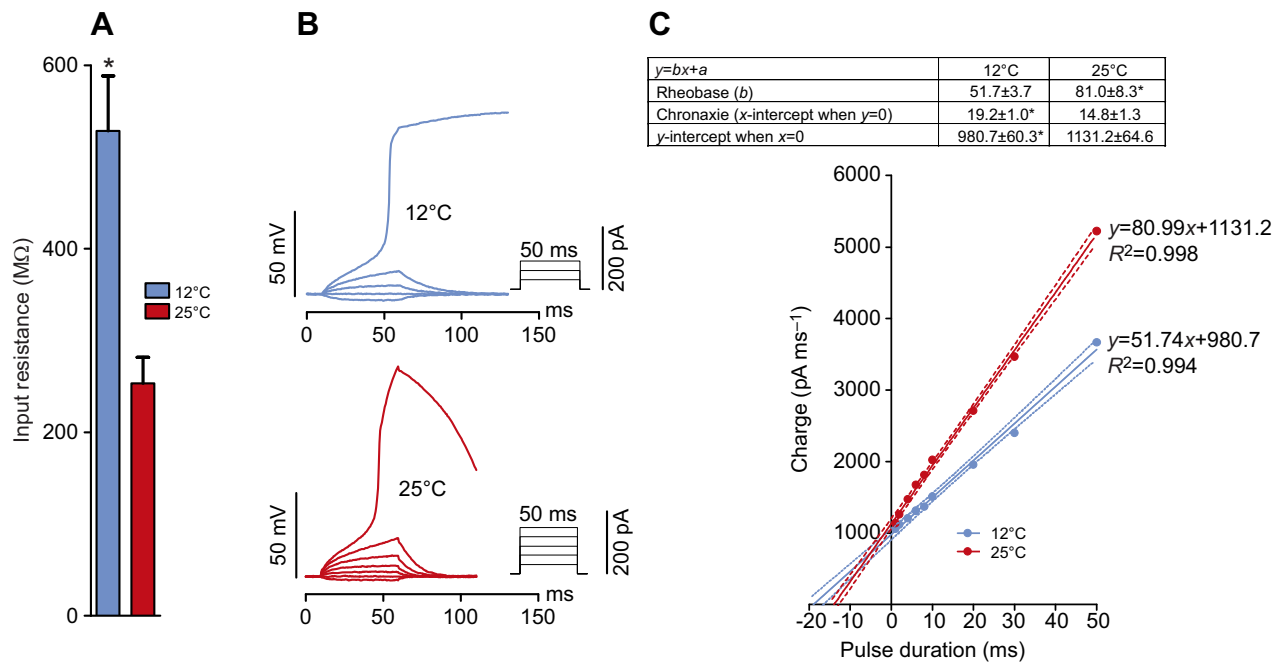 A
B
C
600
*
400
200
0
Input resistance (MΩ)
12°C
25°C
50 mV
12°C
50 ms
200 pA
ms
0
50
100
150
50 mV
25°C
50 ms
200 pA
ms
0
50
100
150
y=bx+a 12°C 25°C
Rheobase (b) 51.7±3.7 81.0±8.3*
Chronaxie (x-intercept when y=0) 19.2±1.0* 14.8±1.3
y-intercept when x=0 980.7±60.3* 1131.2±64.6
6000
5000
4000
3000
2000
1000
Charge (pA ms⁻¹)
y=80.99x+1131.2
R²=0.998
y=51.74x+980.7
R²=0.994
12°C
25°C
-20 -10 0 10 20 30 40 50
Pulse duration (ms)